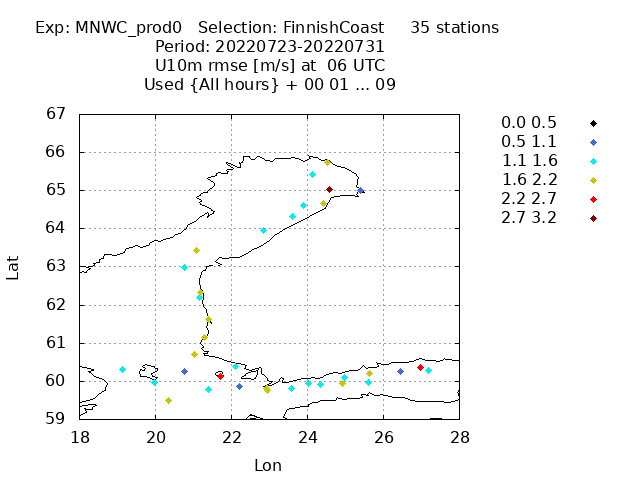 Exp: MNWC_prod0   Selection: FinnishCoast     35 stations
Period: 20220723-20220731
U10m rmse [m/s] at  06 UTC
Used {All hours} + 00 01 ... 09
67
66
65
64
63
62
61
60
59
18 20 22 24 26 28
Lat
Lon
0.0 0.5
0.5 1.1
1.1 1.6
1.6 2.2
2.2 2.7
2.7 3.2